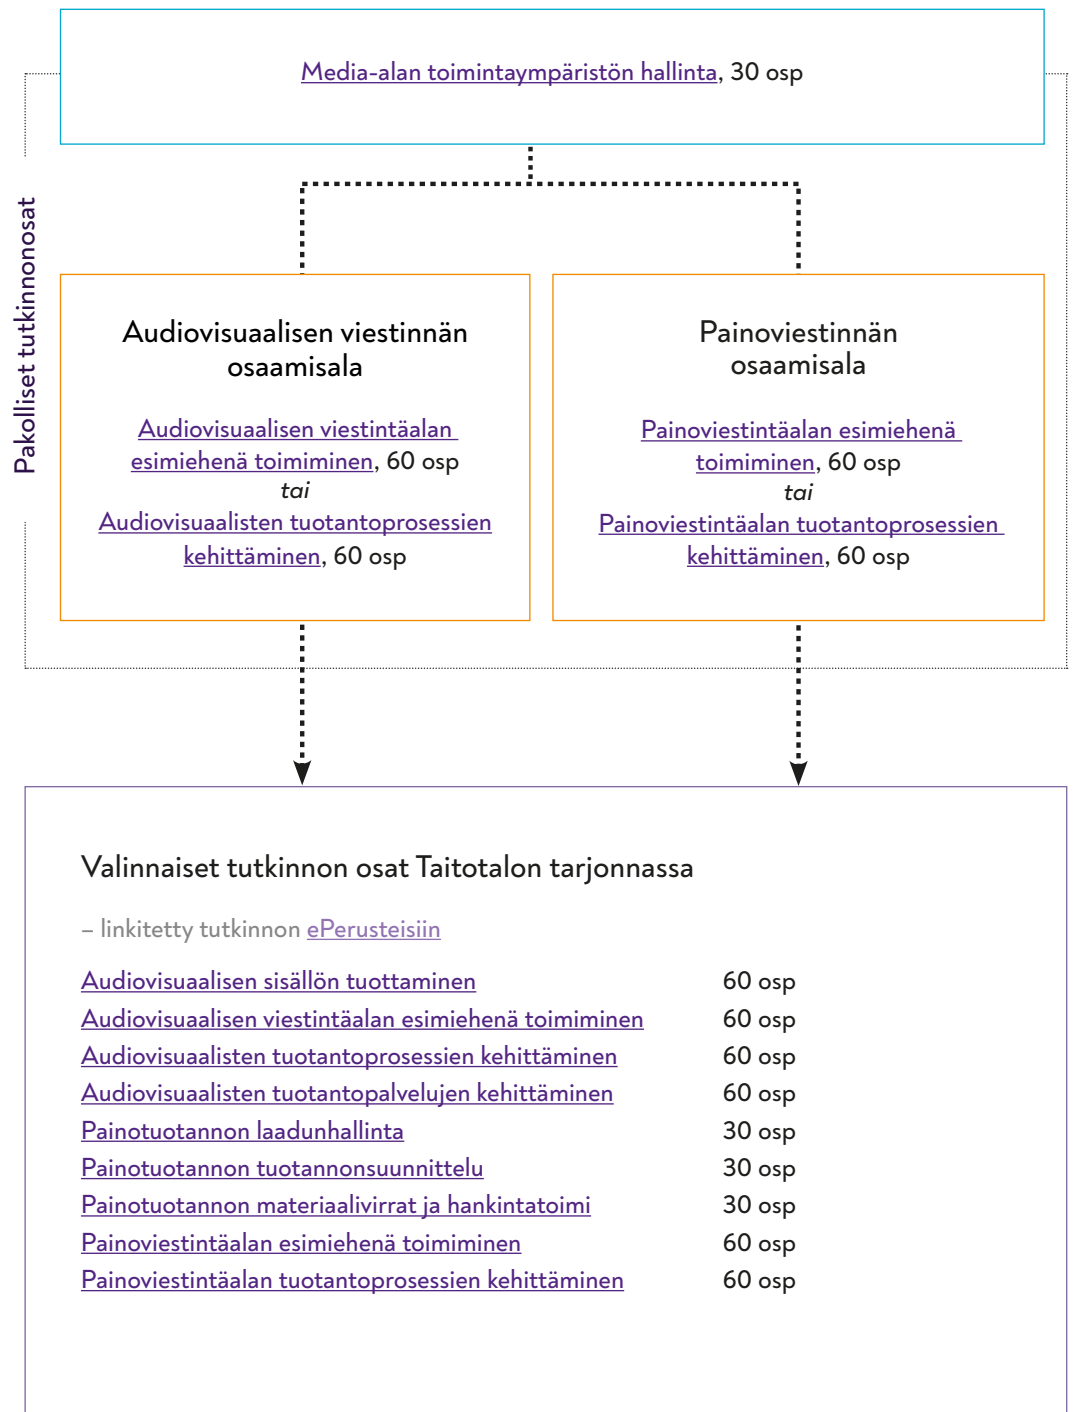 Media-alan toimintaympäristön hallinta, 30 osp
Pakolliset tutkinnonosat
Audiovisuaalisen viestinnän
osaamisala
Audiovisuaalisen viestintäalan
esimiehenä toimiminen, 60 osp
tai
Audiovisuaalisten tuotantoprosessien
kehittäminen, 60 osp
Painoviestinnän
osaamisala
Painoviestintäalan esimiehenä
toimiminen, 60 osp
tai
Painoviestintäalan tuotantoprosessien
kehittäminen, 60 osp
Valinnaiset tutkinnon osat Taitotalon tarjonnassa
– linkitetty tutkinnon ePerusteisiin
Audiovisuaalisen sisällön tuottaminen 60 osp
Audiovisuaalisen viestintäalan esimiehenä toimiminen 60 osp
Audiovisuaalisten tuotantoprosessien kehittäminen 60 osp
Audiovisuaalisten tuotantopalvelujen kehittäminen 60 osp
Painotuotannon laadunhallinta 30 osp
Painotuotannon tuotannonsuunnittelu 30 osp
Painotuotannon materiaalivirrat ja hankintatoimi 30 osp
Painoviestintäalan esimiehenä toimiminen 60 osp
Painoviestintäalan tuotantoprosessien kehittäminen 60 osp